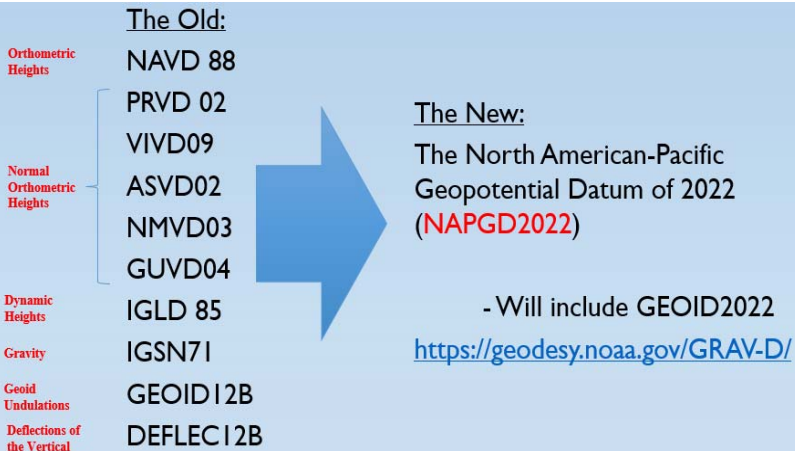 The Old:
Orthometric
Heights
NAVD 88
PRVD 02
VIVD09
Normal
Orthometric
Heights
ASVD02
NMVD03
GUVD04
Dynamic
Heights
IGLD 85
Gravity
IGSN71
Geoid
Undulations
GEOID12B
Deflections of
the Vertical
DEFLEC12B
The New:
The North American-Pacific
Geopotential Datum of 2022
(NAPGD2022)
- Will include GEOID2022
https://geodesy.noaa.gov/GRAV-D/